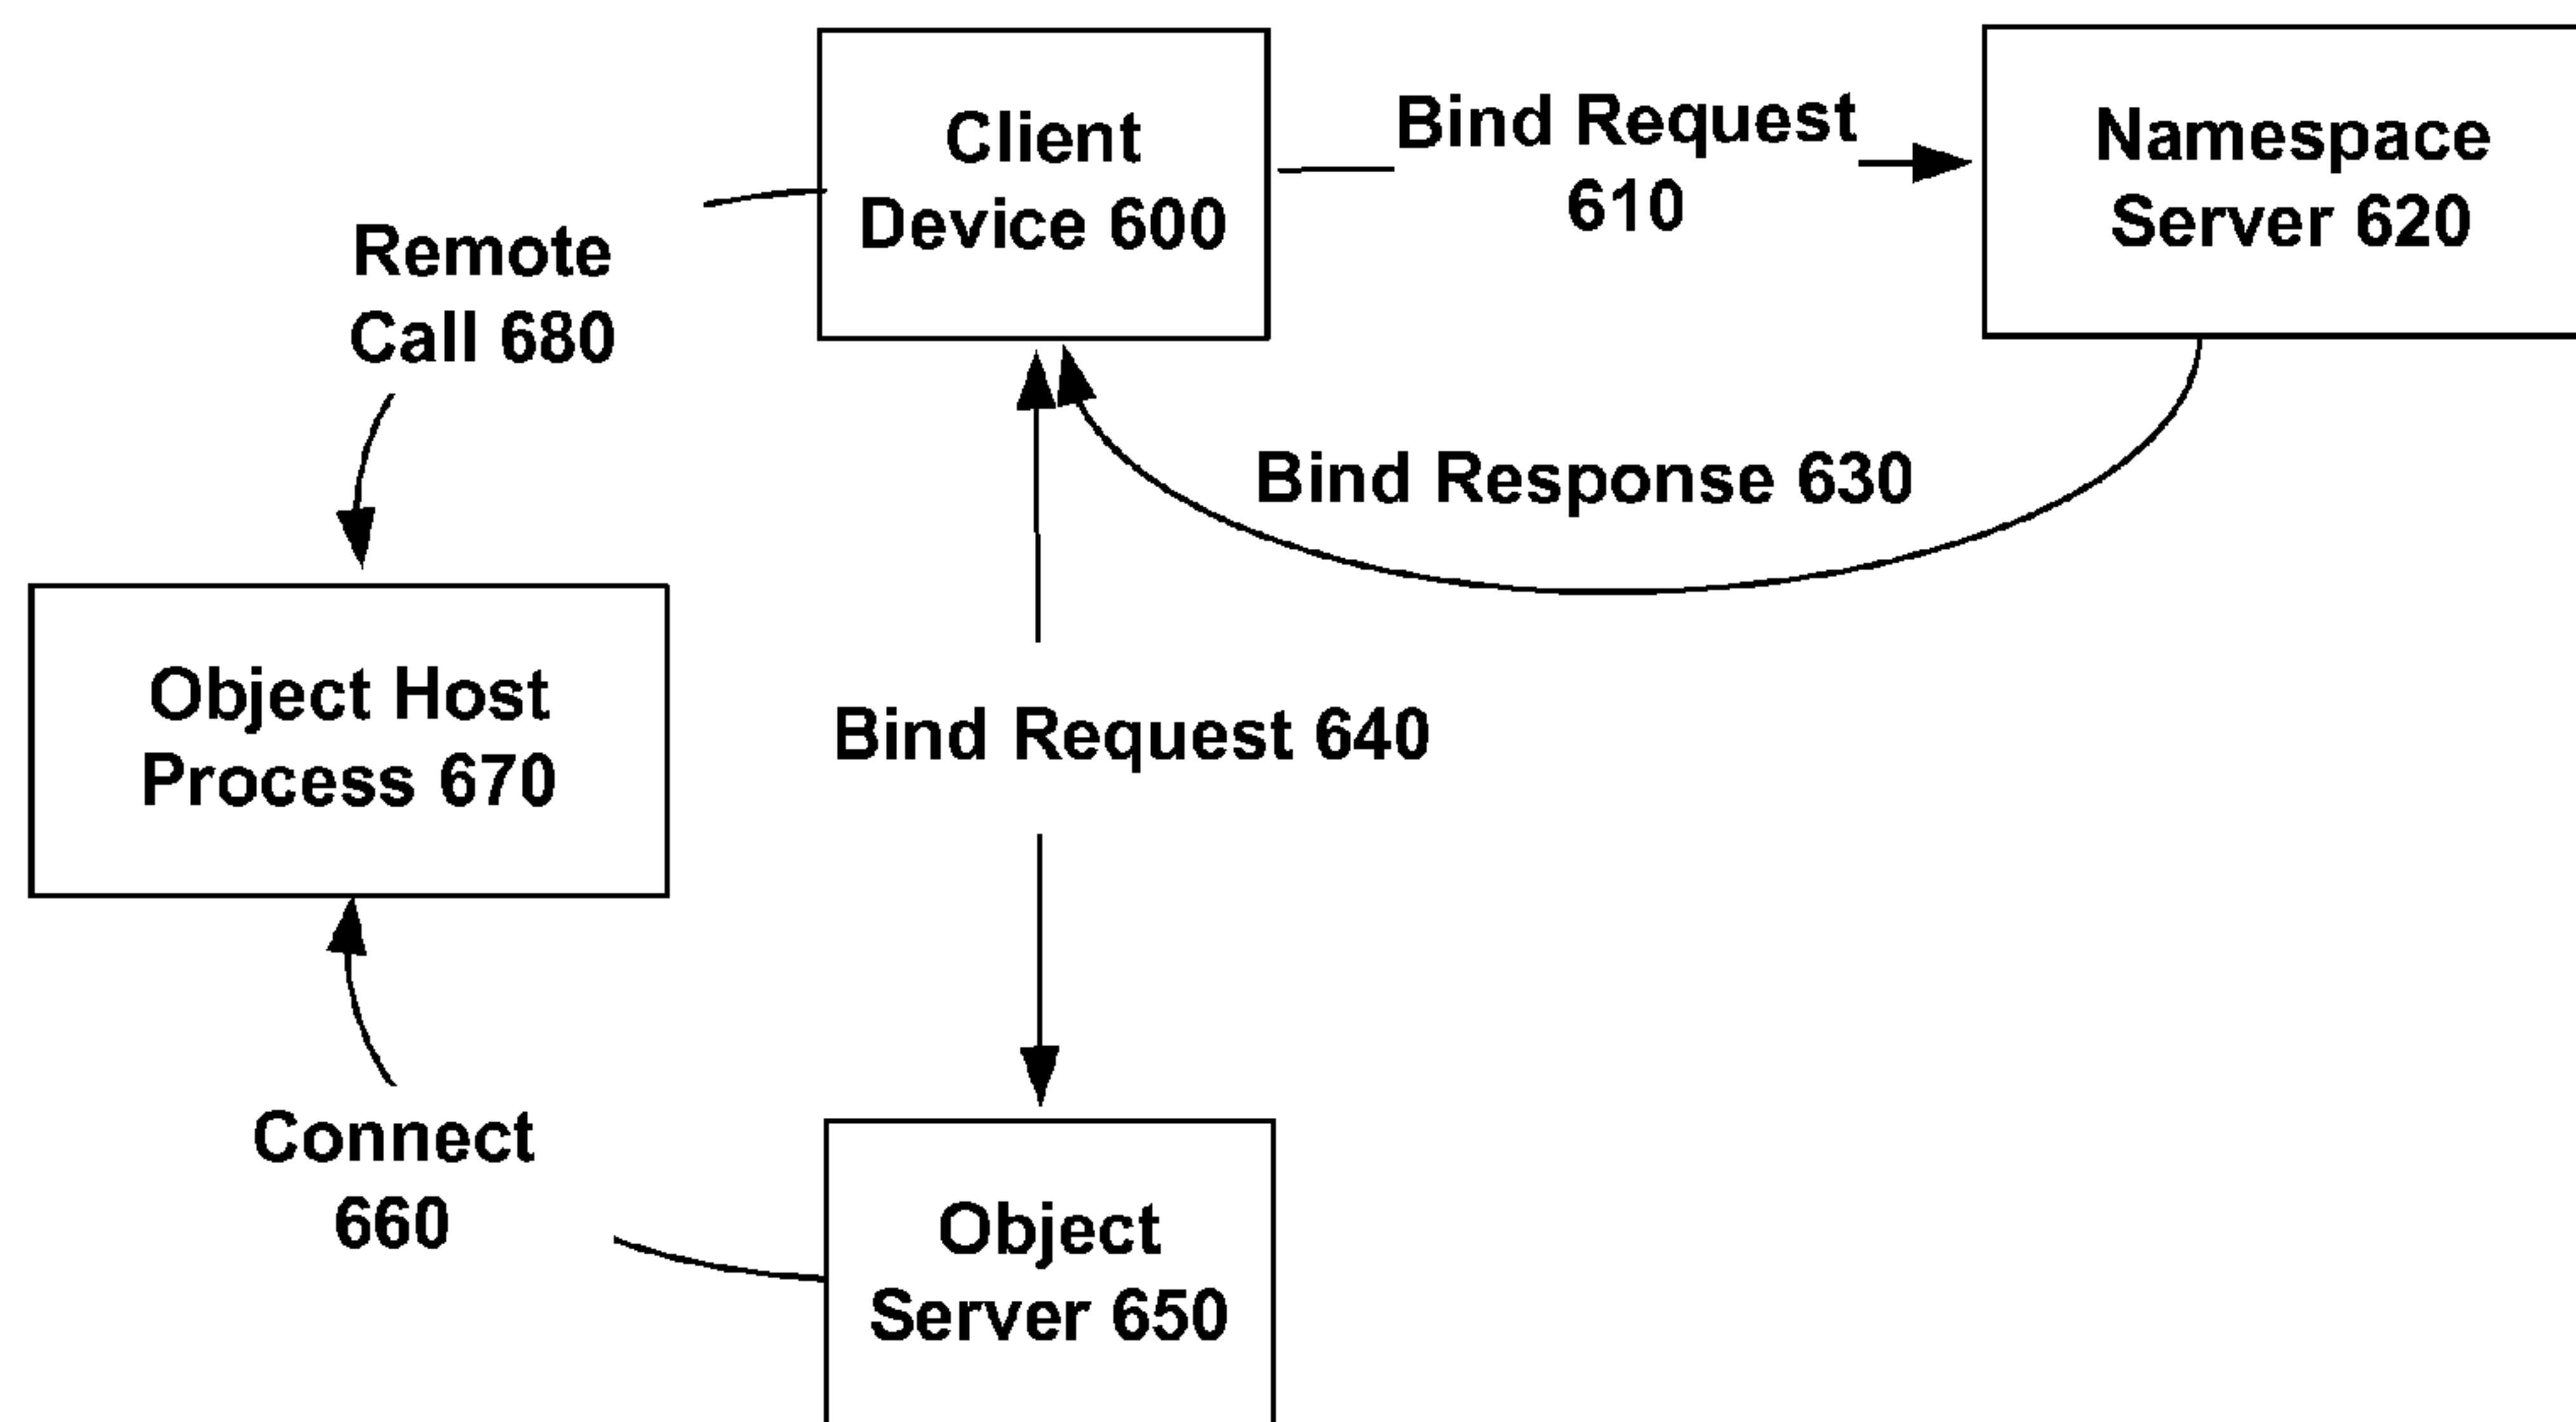 Client
Device 600
Bind Request
610
Namespace
Server 620
Remote
Call 680
Bind Response 630
Object Host
Process 670
Bind Request 640
Connect
660
Object
Server 650